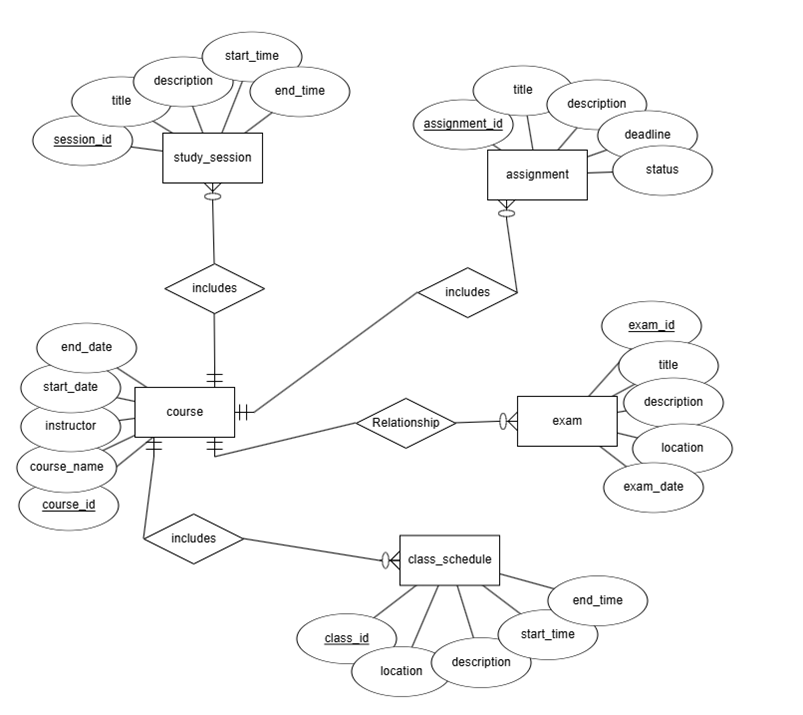 start_time
description
title
end_time
session_id
study_session
title
description
assignment_id
deadline
status
assignment
includes
includes
exam_id
end_date
title
start_date
description
course
exam
Relationship
instructor
location
course_name
exam_date
course_id
includes
class_schedule
end_time
start_time
class_id
description
location